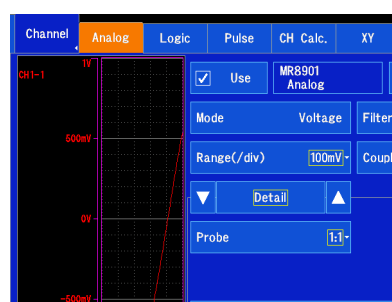 Channel Analog Logic Pulse CH Calc. XY
1V
CH1-1
Use MR8901
Analog
Mode Voltage Filter
500mV
Range(/div) 100mV Coupl
Detail
0V
Probe 1:1
-500mV